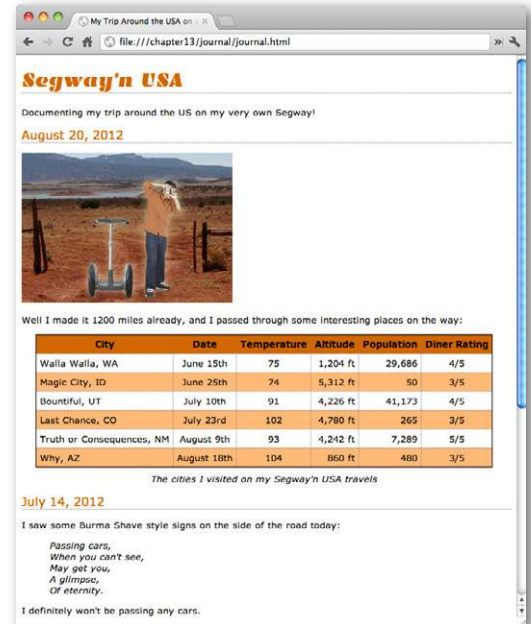 My Trip Around the USA on a
file:///chapter13/journal/journal.html
Segway'n USA
Documenting my trip around the US on my very own Segway!
August 20, 2012
Well I made it 1200 miles already, and I passed through some interesting places on the way:
City Date Temperature Altitude Population Diner Rating
Walla Walla, WA June 15th 75 1,204 ft 29,686 4/5
Magic City, ID June 25th 74 5,312 ft 50 3/5
Bountiful, UT July 10th 91 4,226 ft 41,173 4/5
Last Chance, CO July 23rd 102 4,780 ft 265 3/5
Truth or Consequences, NM August 9th 93 4,242 ft 7,289 5/5
Why, AZ August 18th 104 860 ft 480 3/5
The cities I visited on my Segway'n USA travels
July 14, 2012
I saw some Burma Shave style signs on the side of the road today:
Passing cars,
When you can't see,
May get you,
A glimpse,
Of eternity.
I definitely won't be passing any cars.